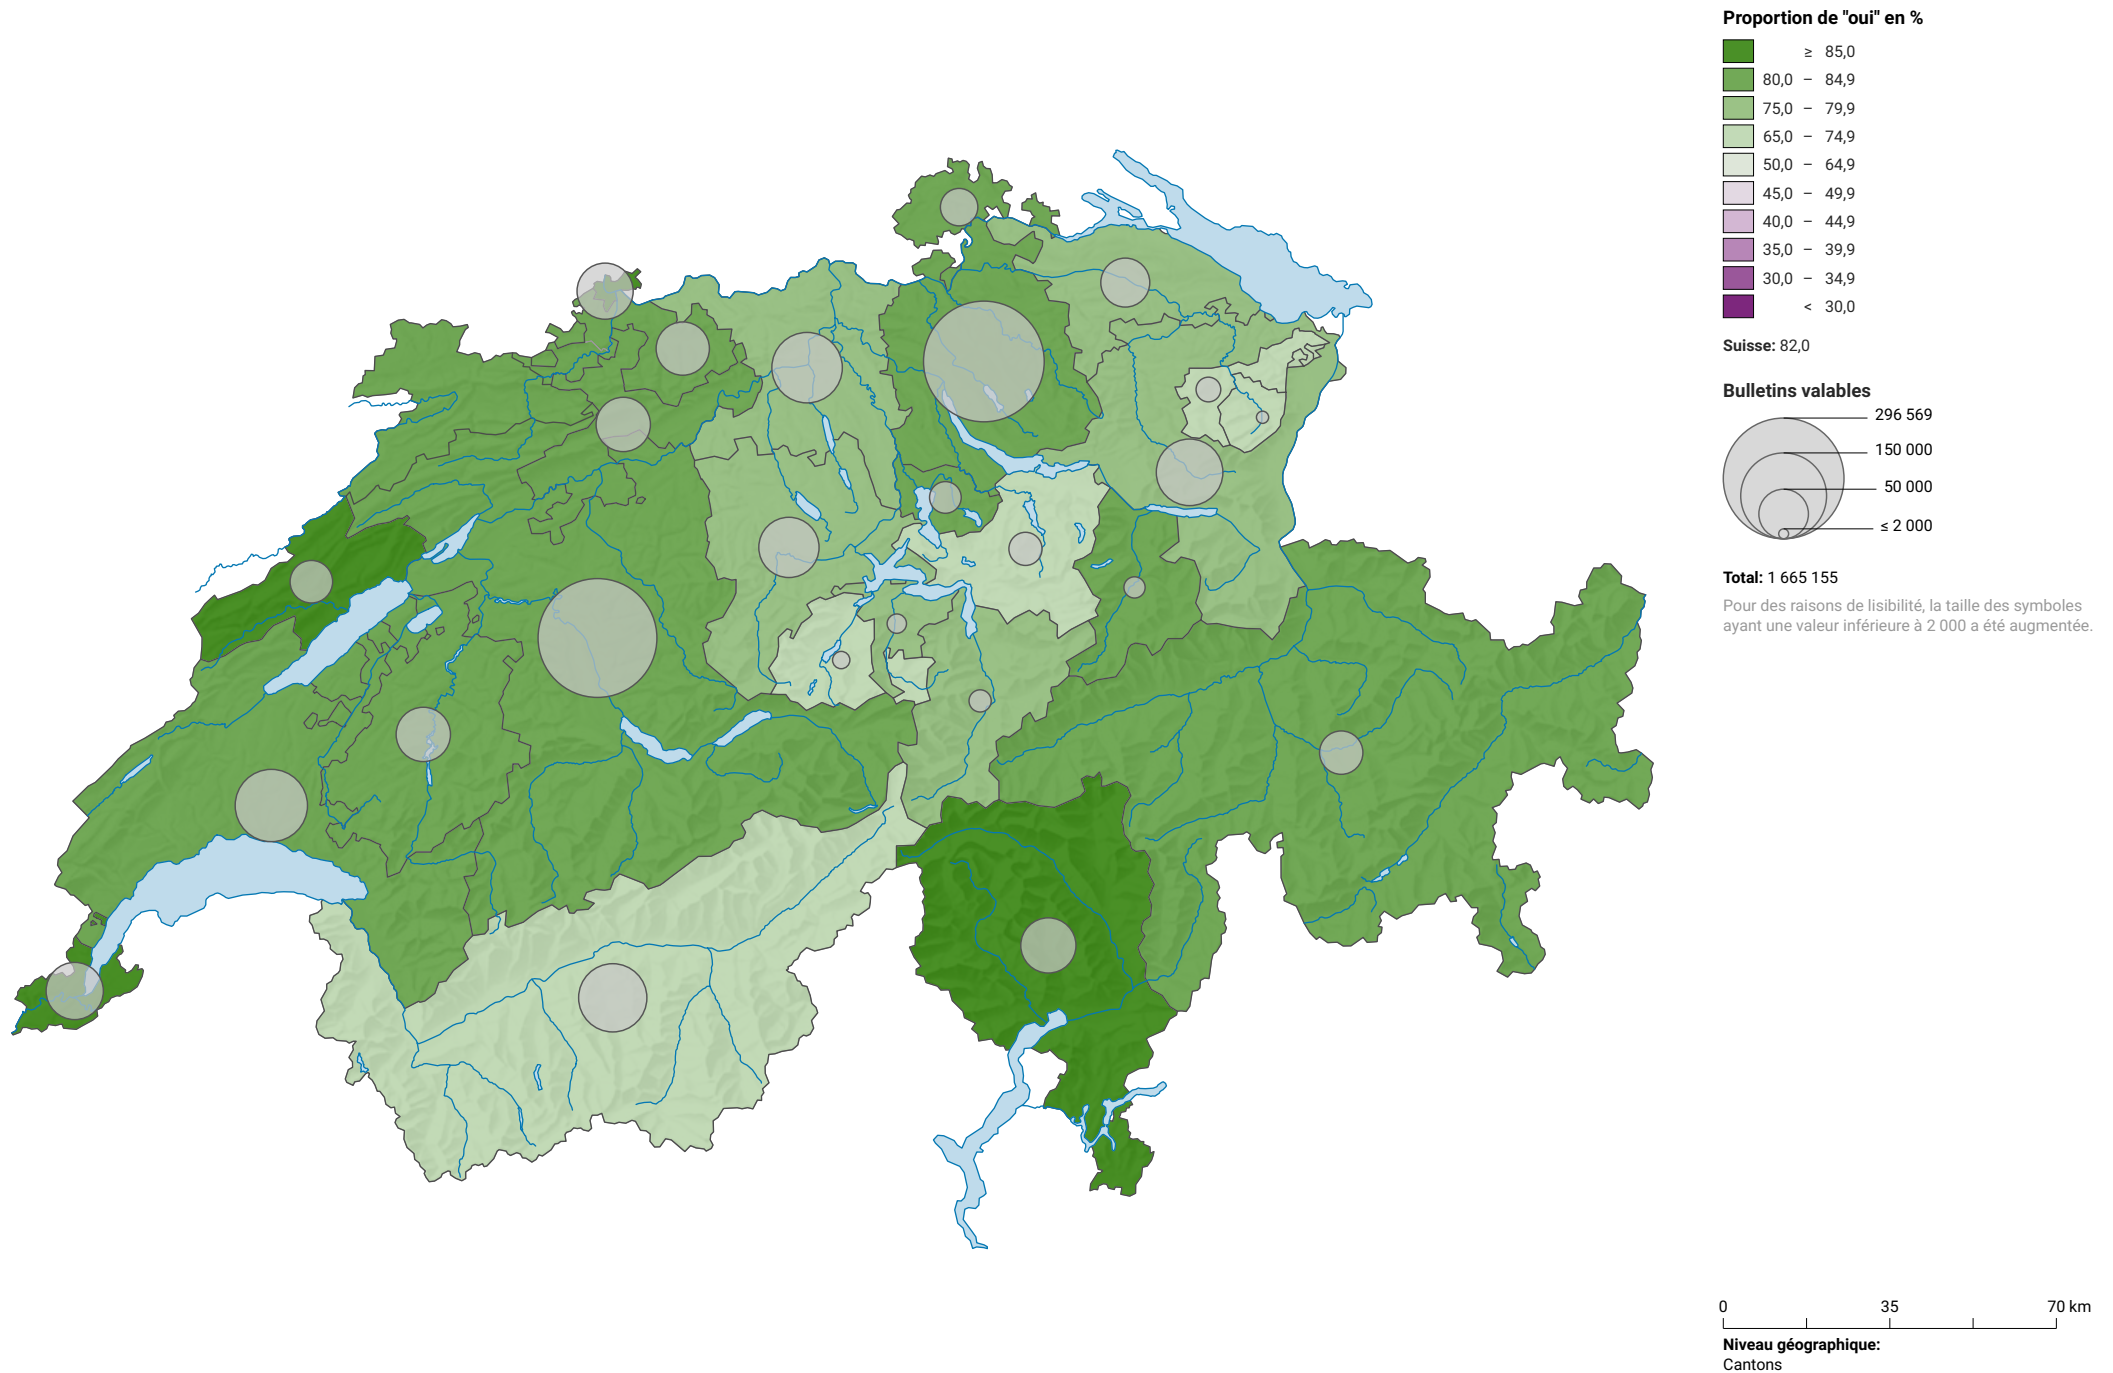 Proportion de "oui" en %
≥ 85,0
80,0 – 84,9
75,0 – 79,9
65,0 – 74,9
50,0 – 64,9
45,0 – 49,9
40,0 – 44,9
35,0 – 39,9
30,0 – 34,9
< 30,0
Suisse: 82,0
Bulletins valables
296 569
150 000
50 000
≤ 2 000
Total: 1 665 155
Pour des raisons de lisibilité, la taille des symboles
ayant une valeur inférieure à 2 000 a été augmentée.
0 35 70 km
Niveau géographique:
Cantons